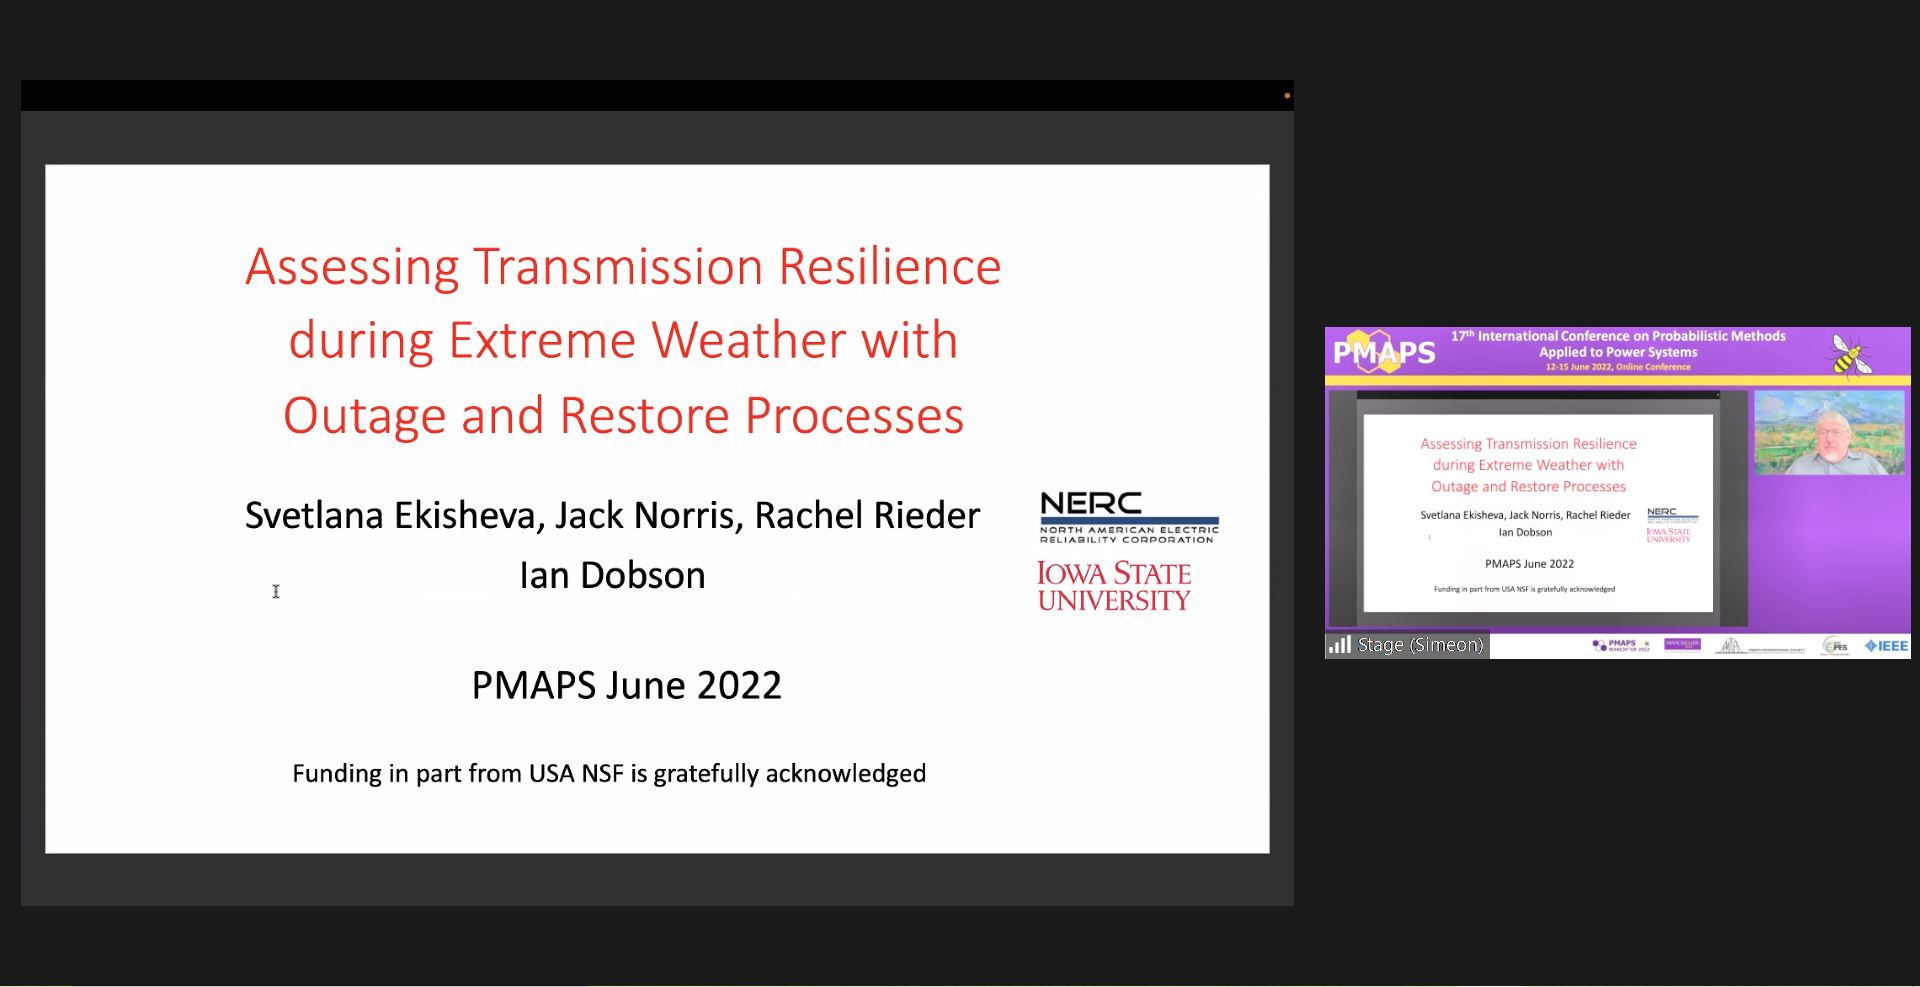 Assessing Transmission Resilience
during Extreme Weather with
Outage and Restore Processes
Svetlana Ekisheva, Jack Norris, Rachel Rieder
Ian Dobson
NERC
NORTH AMERICAN ELECTRIC
RELIABILITY CORPORATION
IOWA STATE
UNIVERSITY
PMAPS June 2022
Funding in part from USA NSF is gratefully acknowledged
PMAPS
17th International Conference on Probabilistic Methods
Applied to Power Systems
12-15 June 2022, Online Conference
Assessing Transmission Resilience
during Extreme Weather with
Outage and Restore Processes
Svetlana Ekisheva, Jack Norris, Rachel Rieder
Ian Dobson
NERC
IOWA STATE
UNIVERSITY
PMAPS June 2022
Funding in part from USA NSF is gratefully acknowledged
Stage (Simeon)
PMAPS
PES
IEEE